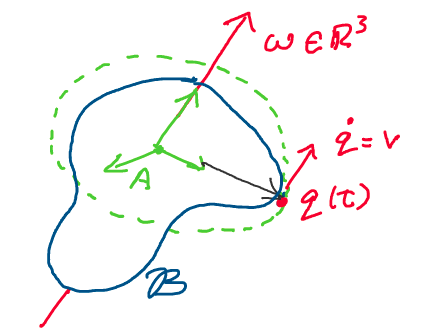 ω ∈ ℝ³
q̇ = v
A
q(t)
B